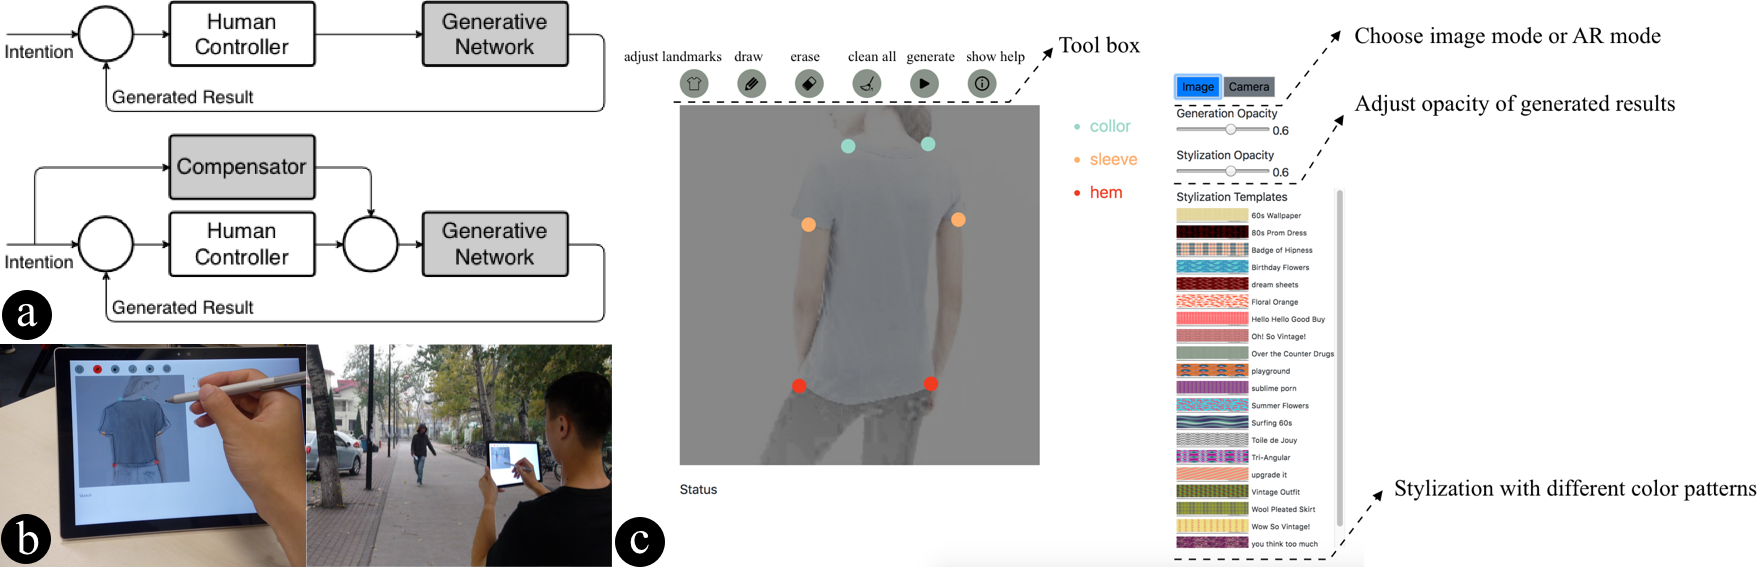 Intention
Human
Controller
Generative
Network
Generated Result
Compensator
Intention
Human
Controller
Generative
Network
Generated Result
a
b
c
adjust landmarks draw erase clean all generate show help
Tool box
collor
sleeve
hem
Status
Image Camera
Choose image mode or AR mode
Adjust opacity of generated results
Generation Opacity
0.6
Stylization Opacity
0.6
Stylization Templates
60s Wallpaper
80s Prom Dress
Badge of Hipness
Birthday Flowers
dream sheets
Floral Orange
Hello Hello Good Buy
Oh! So Vintage!
Over the Counter Drugs
playground
sublime porn
Summer Flowers
Surfing 60s
Toile de Jouy
Tri-Angular
upgrade it
Vintage Outfit
Wool Pleated Skirt
Wow So Vintage!
you think too much
Stylization with different color patterns